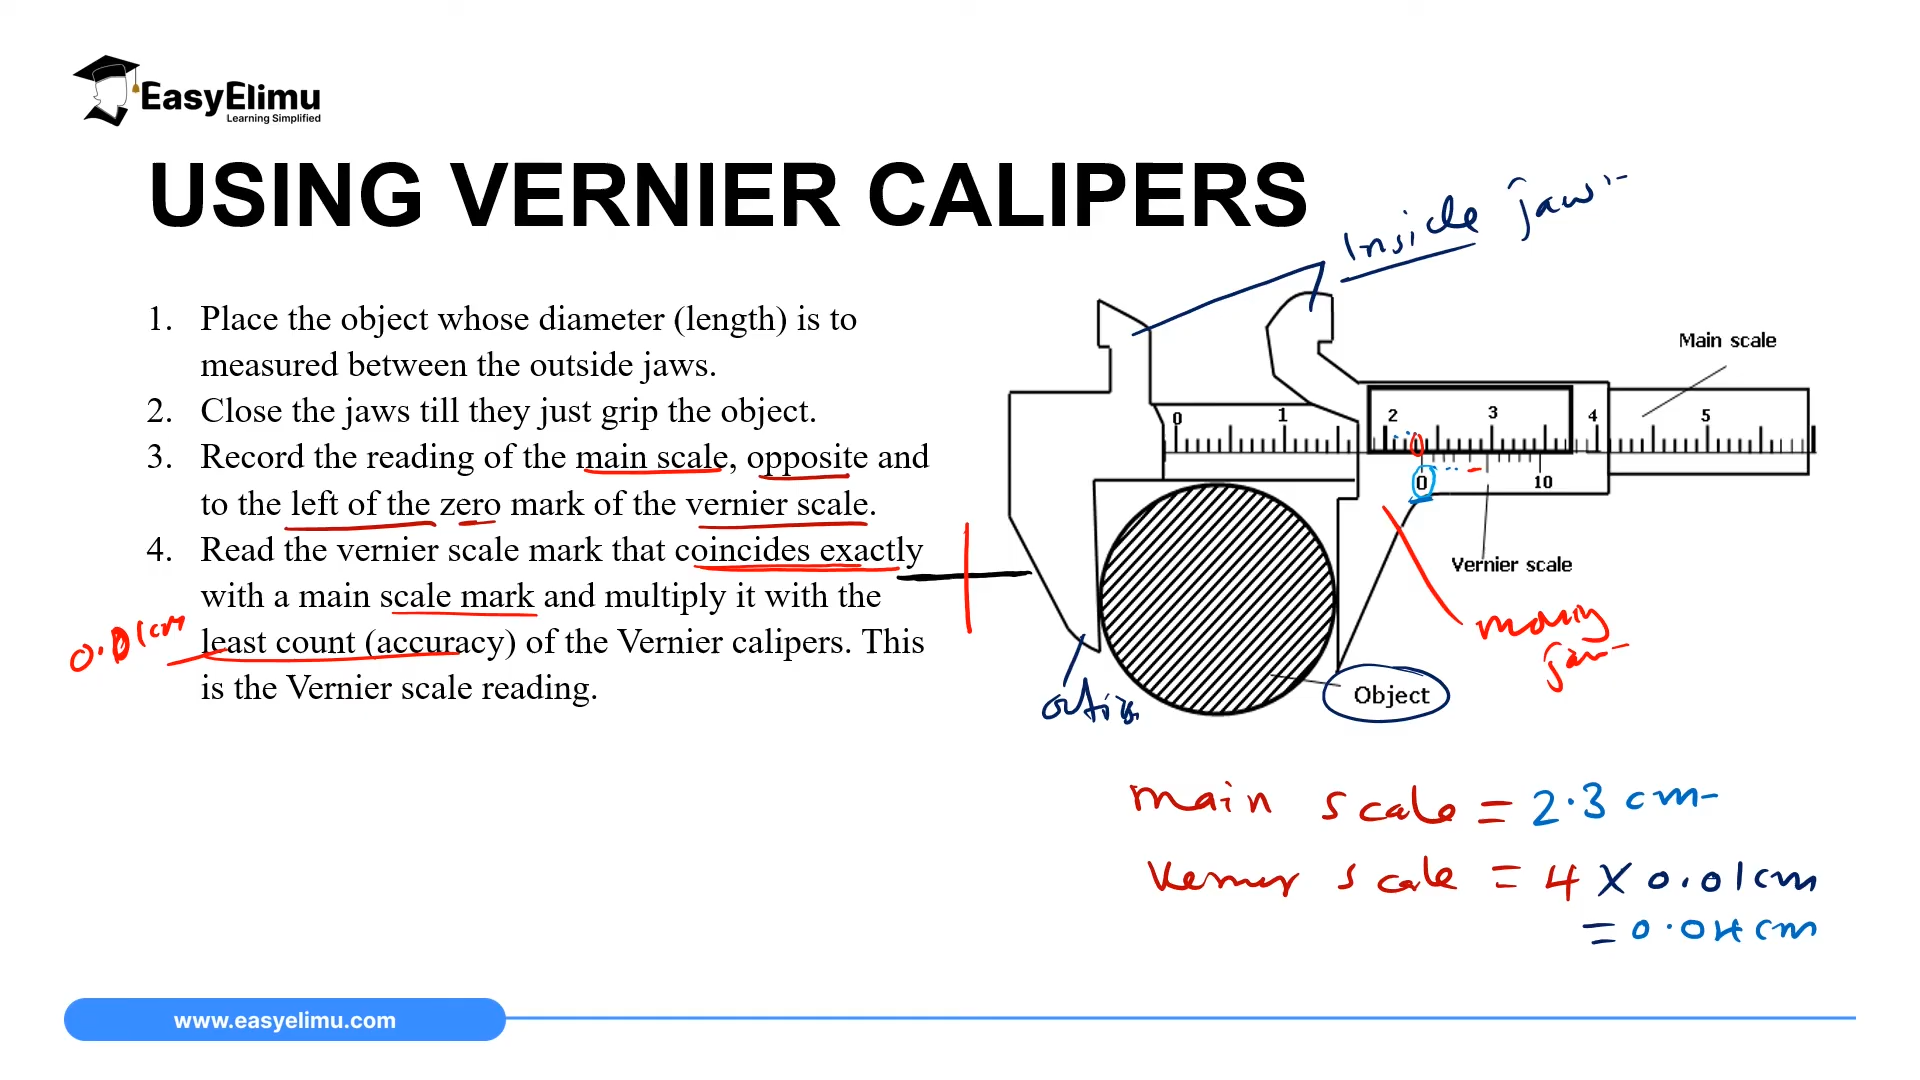 EasyElimu
Learning Simplified
USING VERNIER CALIPERS
Inside jaws
1. Place the object whose diameter (length) is to
measured between the outside jaws.
2. Close the jaws till they just grip the object.
3. Record the reading of the main scale, opposite and
to the left of the zero mark of the vernier scale.
4. Read the vernier scale mark that coincides exactly
with a main scale mark and multiply it with the
0.01cm
least count (accuracy) of the Vernier calipers. This
is the Vernier scale reading.
Main scale
0 1 2 3 4 5
0 10
Vernier scale
Object
main scale = 2.3 cm
Vernier scale = 4 X 0.01cm
= 0.04cm
www.easyelimu.com